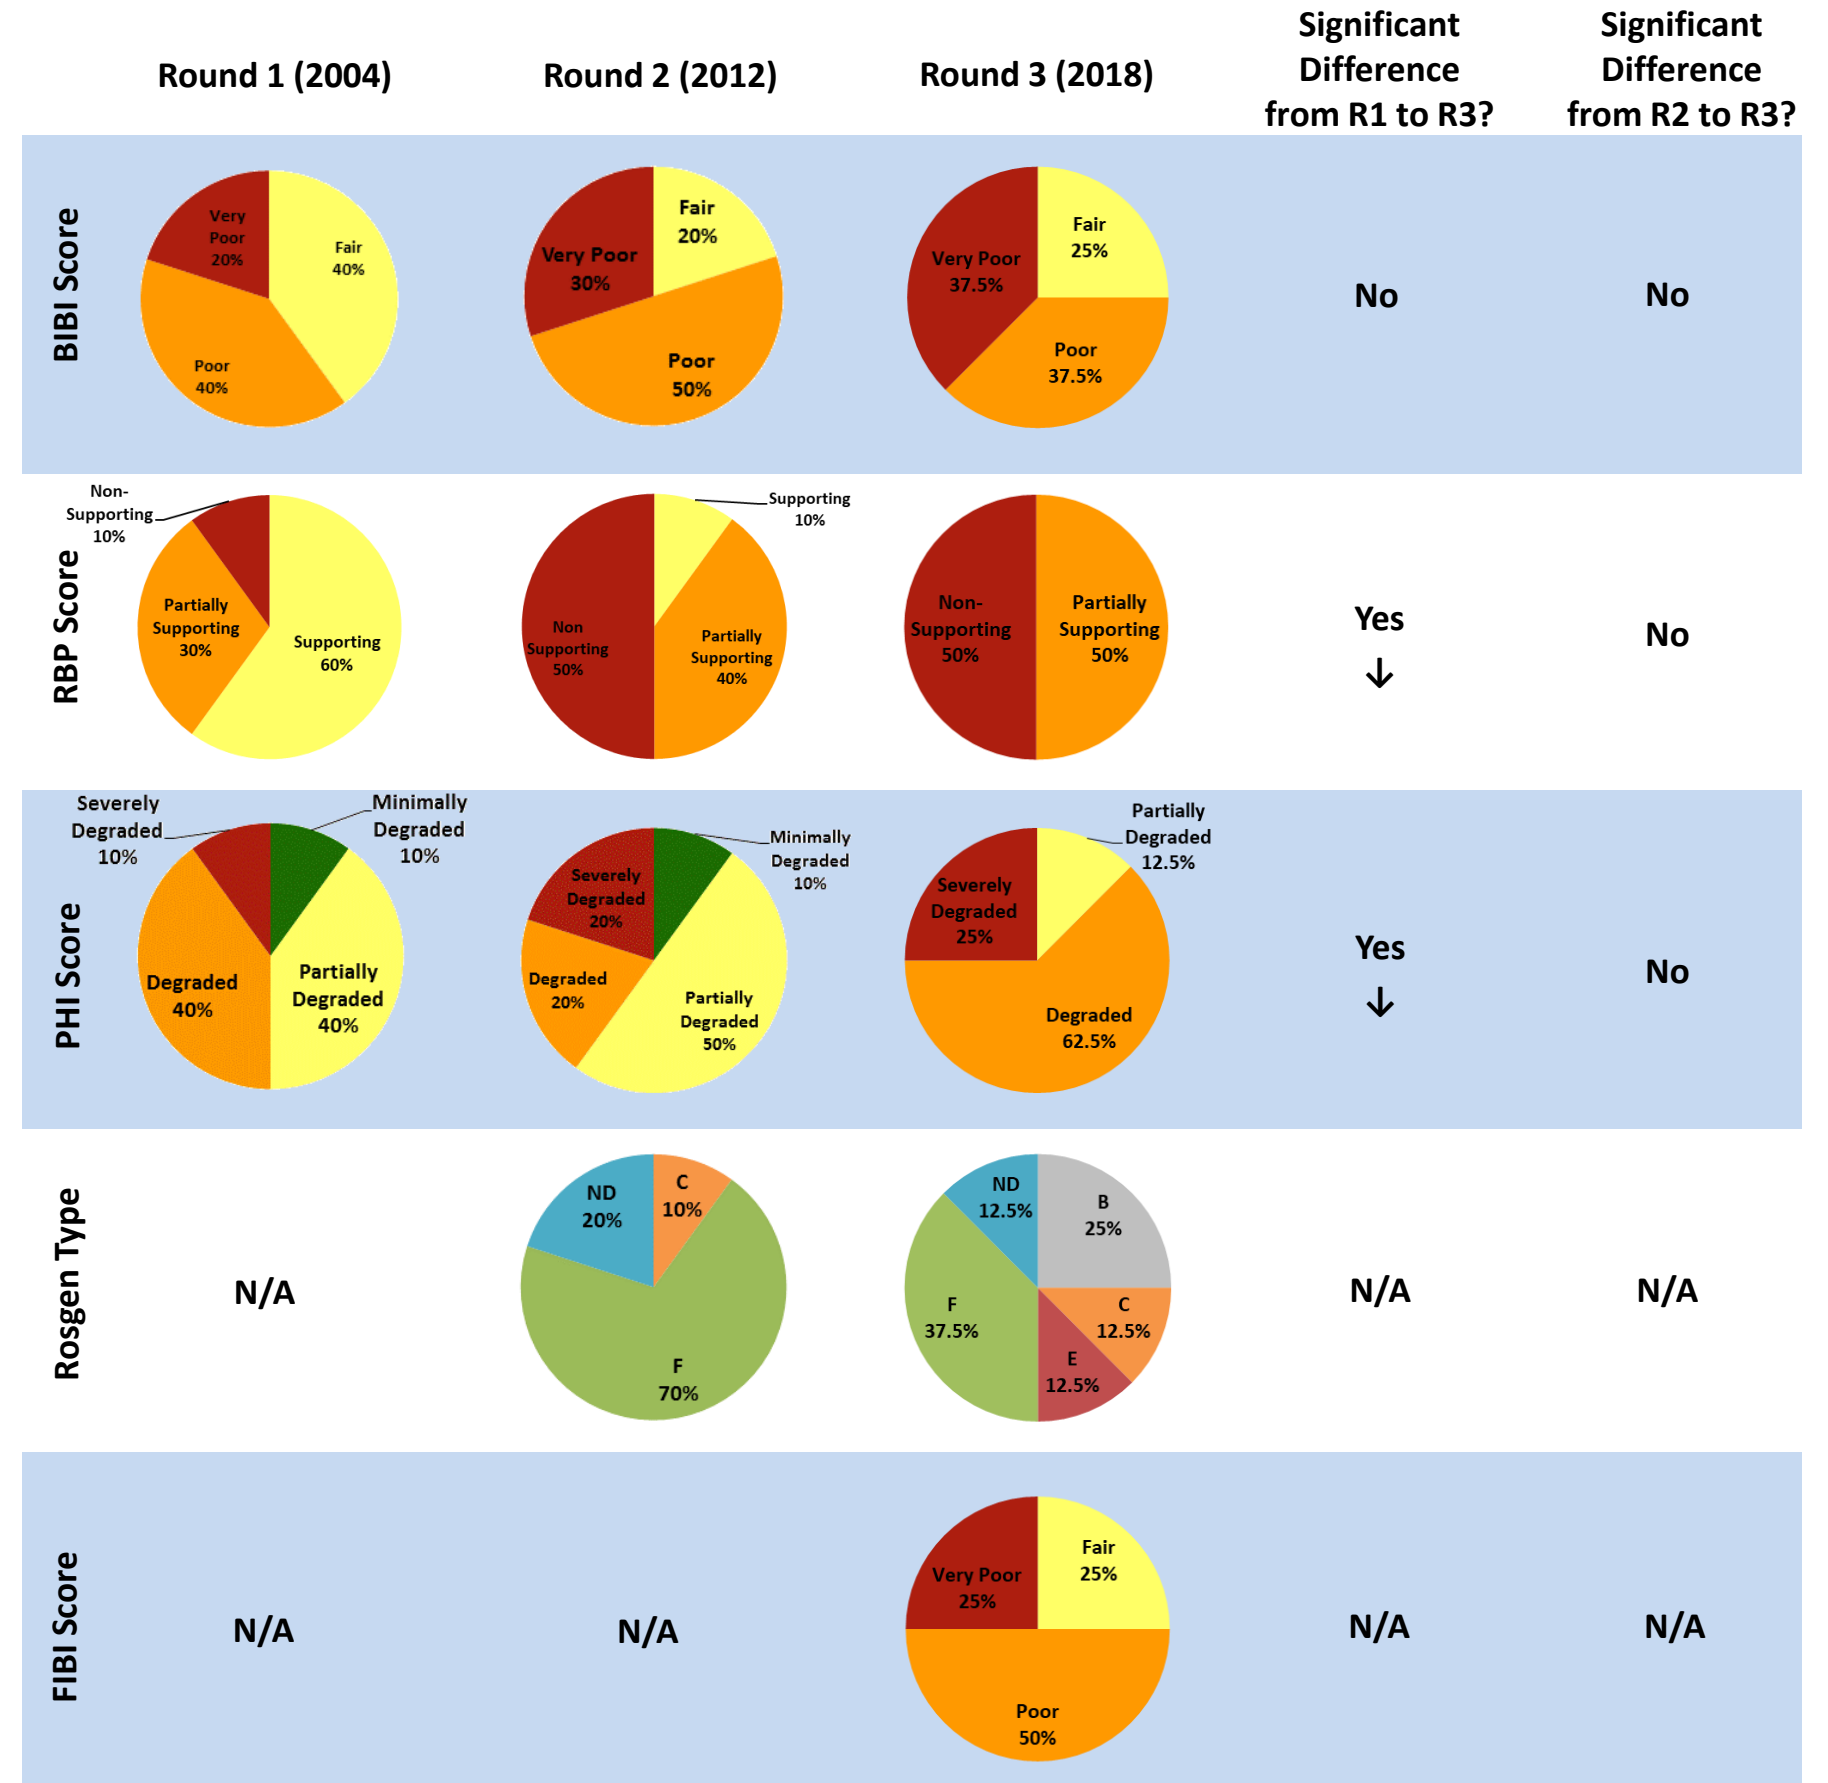 Round 1 (2004)
Round 2 (2012)
Round 3 (2018)
Significant
Difference
from R1 to R3?
Significant
Difference
from R2 to R3?
BIBI Score
Very
Poor
20%
Fair
40%
Poor
40%
Fair
20%
Very Poor
30%
Poor
50%
Fair
25%
Very Poor
37.5%
Poor
37.5%
No
No
RBP Score
Non-
Supporting
10%
Partially
Supporting
30%
Supporting
60%
Supporting
10%
Non
Supporting
50%
Partially
Supporting
40%
Non-
Supporting
50%
Partially
Supporting
50%
Yes
↓
No
PHI Score
Severely
Degraded
10%
Minimally
Degraded
10%
Degraded
40%
Partially
Degraded
40%
Minimally
Degraded
10%
Severely
Degraded
20%
Degraded
20%
Partially
Degraded
50%
Partially
Degraded
12.5%
Severely
Degraded
25%
Degraded
62.5%
Yes
↓
No
Rosgen Type
N/A
ND
20%
C
10%
F
70%
ND
12.5%
B
25%
F
37.5%
C
12.5%
E
12.5%
N/A
N/A
FIBI Score
N/A
N/A
Fair
25%
Very Poor
25%
Poor
50%
N/A
N/A